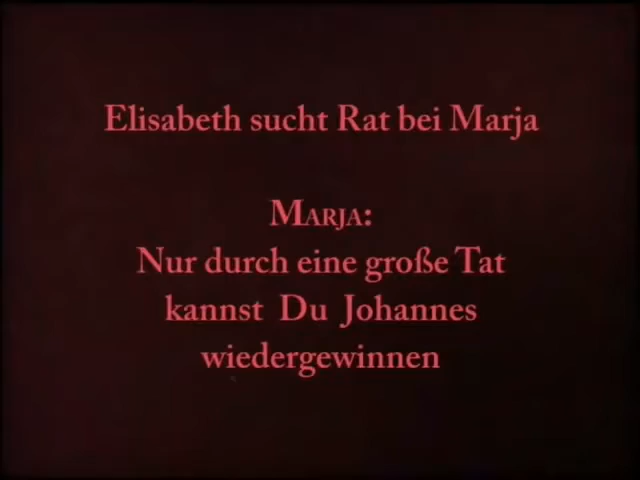 Elisabeth sucht Rat bei Marja
MARJA:
Nur durch eine große Tat
kannst Du Johannes
wiedergewinnen